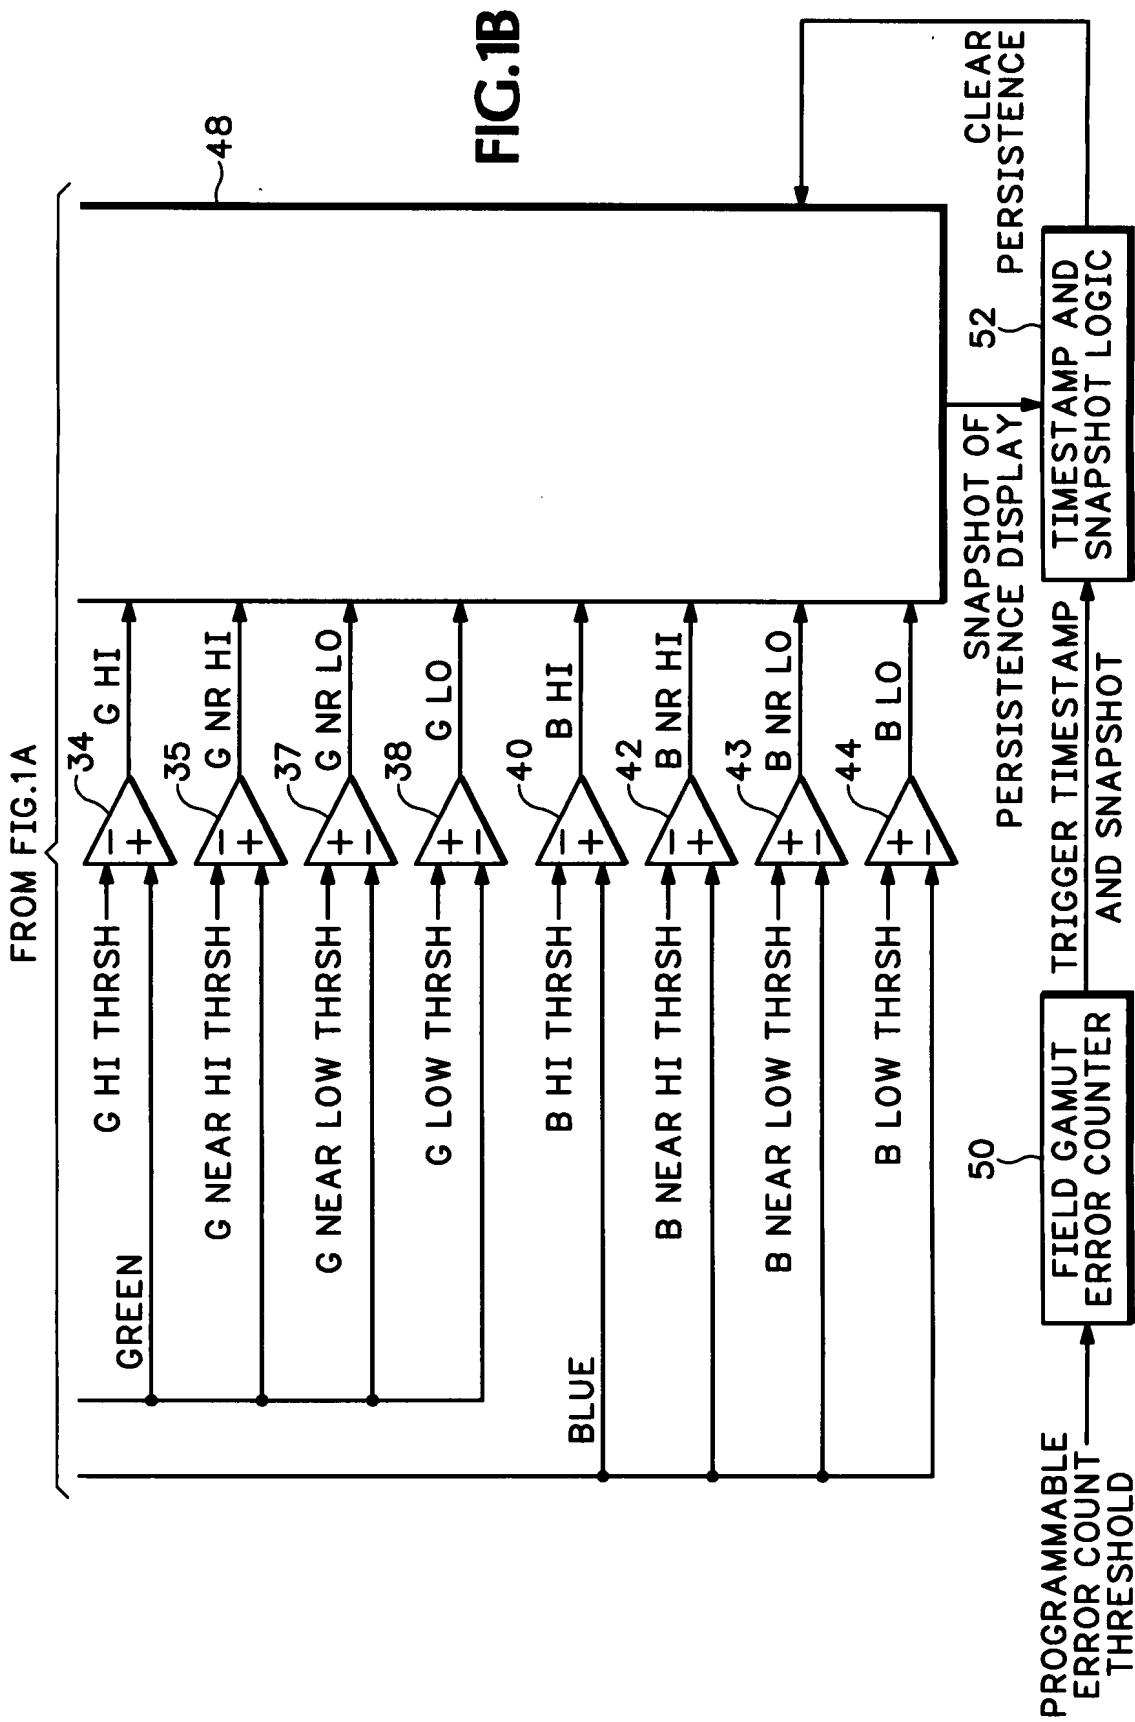 FROM FIG.1A
34
G HI
G HI THRSH
−
+
GREEN
35
G NR HI
G NEAR HI THRSH
−
+
37
G NR LO
G NEAR LOW THRSH
+
−
38
G LO
G LOW THRSH
+
−
40
B HI
B HI THRSH
−
+
BLUE
42
B NR HI
B NEAR HI THRSH
−
+
43
B NR LO
B NEAR LOW THRSH
+
−
44
B LO
B LOW THRSH
+
−
48
FIG.1B
SNAPSHOT OF
PERSISTENCE DISPLAY
CLEAR
PERSISTENCE
PROGRAMMABLE
ERROR COUNT
THRESHOLD
50
FIELD GAMUT
ERROR COUNTER
TRIGGER TIMESTAMP
AND SNAPSHOT
52
TIMESTAMP AND
SNAPSHOT LOGIC